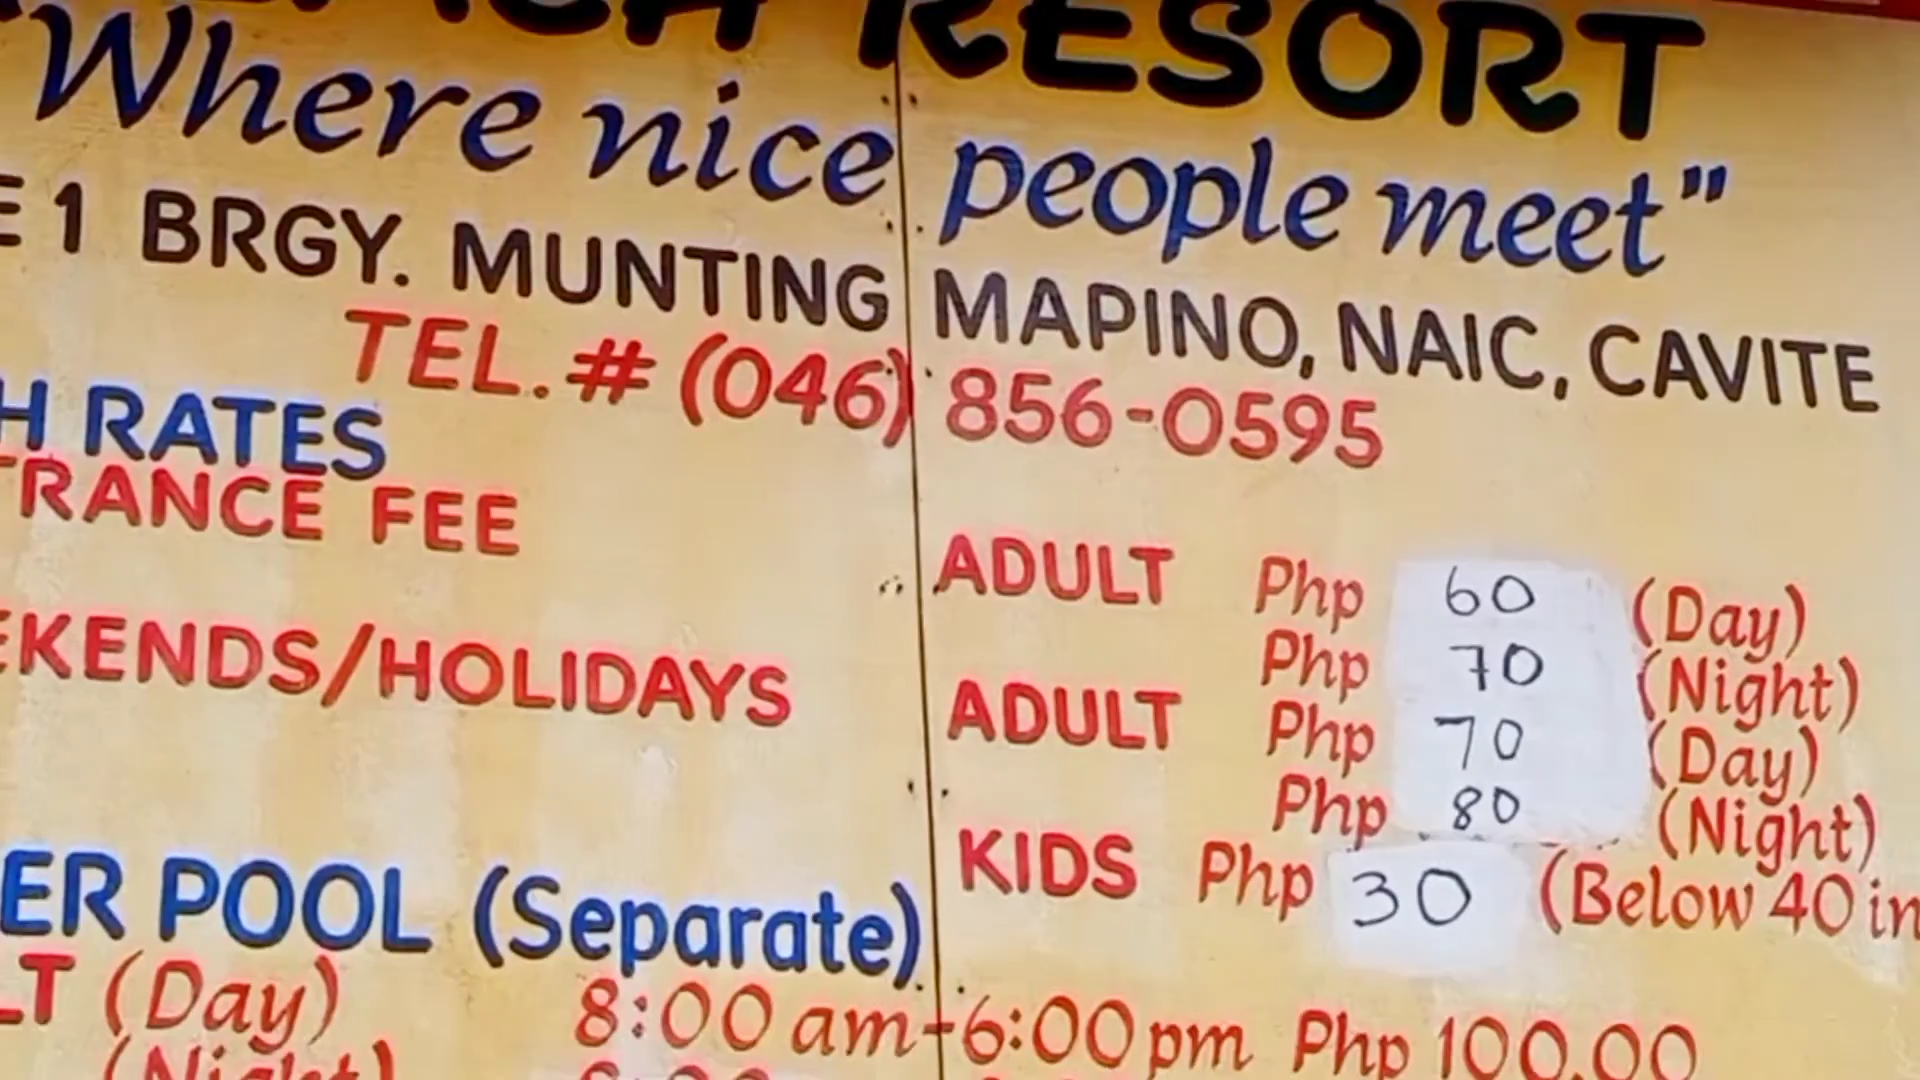 RESORT
"Where nice people meet"
1 BRGY. MUNTING MAPINO, NAIC, CAVITE
TEL. # (046) 856-0595
H RATES
TRANCE FEE
ADULT Php 60 (Day)
Php 70 (Night)
EKENDS/HOLIDAYS ADULT Php 70 (Day)
Php 80 (Night)
KIDS Php 30 (Below 40 in
ER POOL (Separate)
LT (Day) 8:00 am-6:00 pm Php 100.00
(Night)